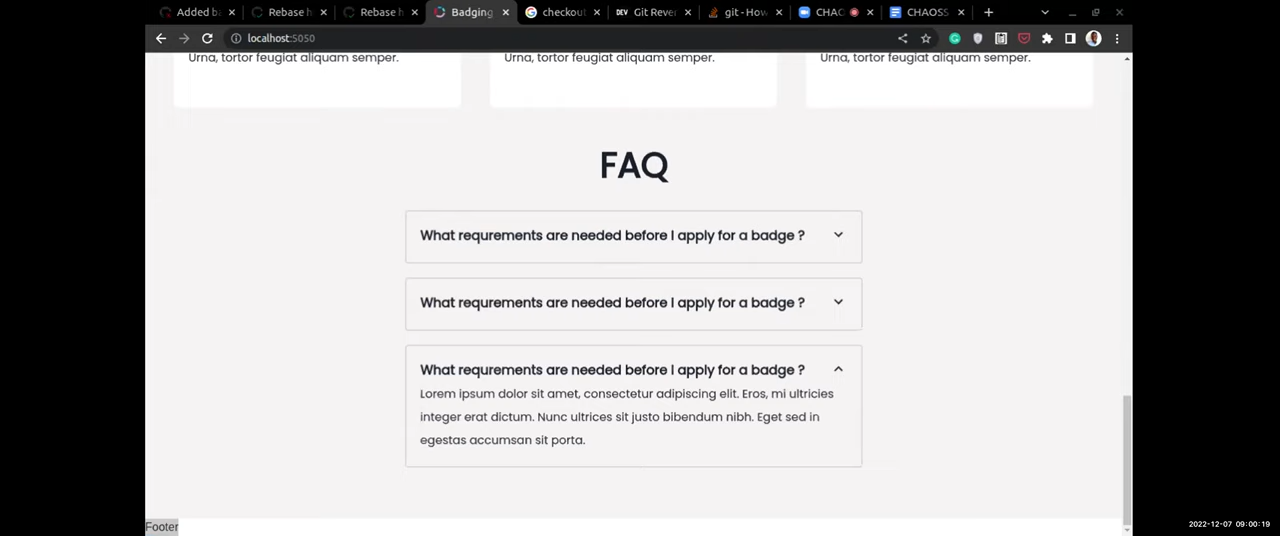 Added b
Rebase h
Rebase h
Badging
checkout
DEV Git Rever
git - How
CHAO
CHAOSS
localhost:5050
Urna, tortor feugiat aliquam semper.
Urna, tortor feugiat aliquam semper.
Urna, tortor feugiat aliquam semper.
FAQ
What requrements are needed before I apply for a badge ?
What requrements are needed before I apply for a badge ?
What requrements are needed before I apply for a badge ?
Lorem ipsum dolor sit amet, consectetur adipiscing elit. Eros, mi ultricies
integer erat dictum. Nunc ultrices sit justo bibendum nibh. Eget sed in
egestas accumsan sit porta.
Footer
2022-12-07 09:00:19